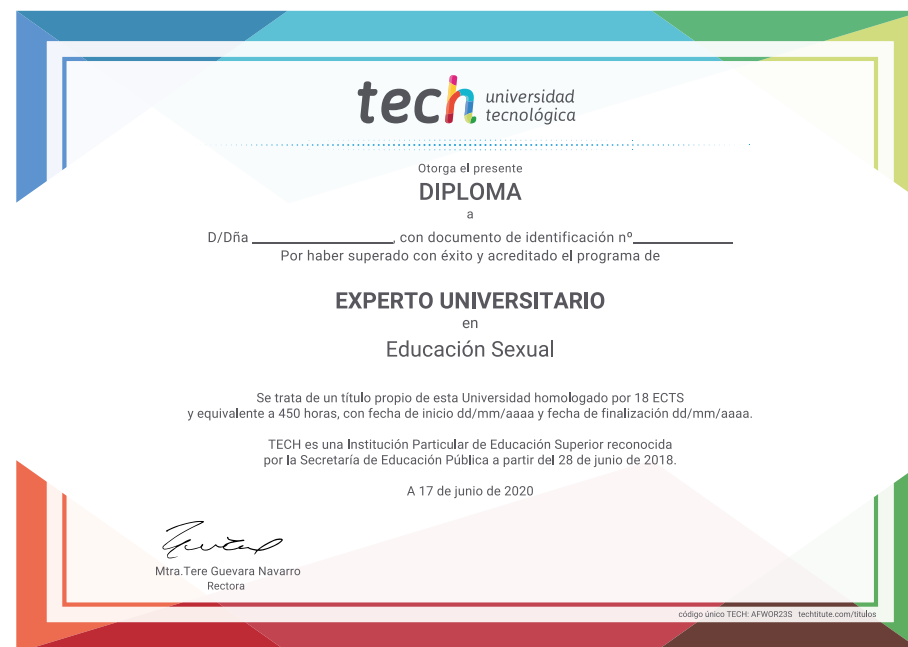 tech universidad
tecnológica
Otorga el presente
DIPLOMA
a
D/Dña ____________________, con documento de identificación nº______________
Por haber superado con éxito y acreditado el programa de
EXPERTO UNIVERSITARIO
en
Educación Sexual
Se trata de un título propio de esta Universidad homologado por 18 ECTS
y equivalente a 450 horas, con fecha de inicio dd/mm/aaaa y fecha de finalización dd/mm/aaaa.
TECH es una Institución Particular de Educación Superior reconocida
por la Secretaría de Educación Pública a partir del 28 de junio de 2018.
A 17 de junio de 2020
Mtra.Tere Guevara Navarro
Rectora
código único TECH: AFWOR23S techtitute.com/titulos